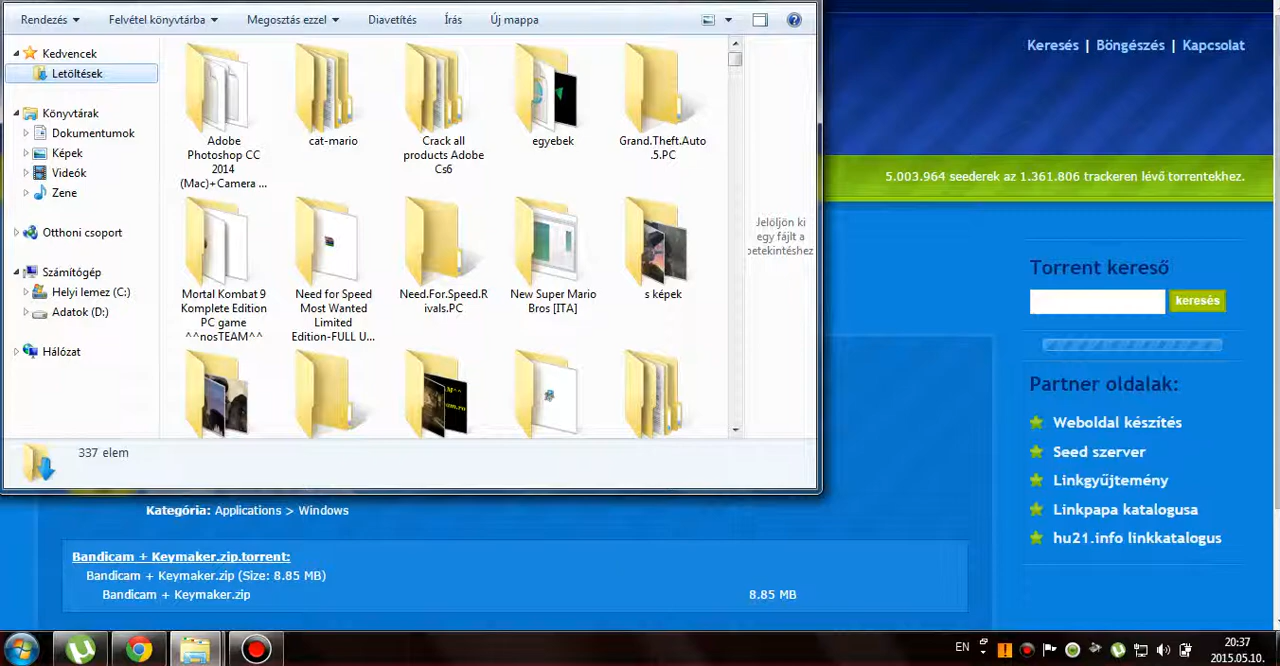 Rendezés
Felvétel könyvtárba
Megosztás ezzel
Diavetítés
Írás
Új mappa
Kedvencek
Letöltések
Könyvtárak
Dokumentumok
Képek
Videók
Zene
Otthoni csoport
Számítógép
Helyi lemez (C:)
Adatok (D:)
Hálózat
Adobe
Photoshop CC
2014
(Mac)+Camera ...
cat-mario
Crack all
products Adobe
Cs6
egyebek
Grand.Theft.Auto
.5.PC
Mortal Kombat 9
Komplete Edition
PC game
^^nosTEAM^^
Need for Speed
Most Wanted
Limited
Edition-FULL U...
Need.For.Speed.R
ivals.PC
New Super Mario
Bros [ITA]
s képek
Jelöljön ki
egy fájlt a
betekintéshez
337 elem
Keresés | Böngészés | Kapcsolat
5.003.964 seederek az 1.361.806 trackeren lévő torrentekhez.
Torrent kereső
keresés
Partner oldalak:
Weboldal készítés
Seed szerver
Linkgyűjtemény
Linkpapa katalogusa
hu21.info linkkatalogus
Kategória: Applications > Windows
Bandicam + Keymaker.zip.torrent:
Bandicam + Keymaker.zip (Size: 8.85 MB)
Bandicam + Keymaker.zip 8.85 MB
EN
20:37
2015.05.10.